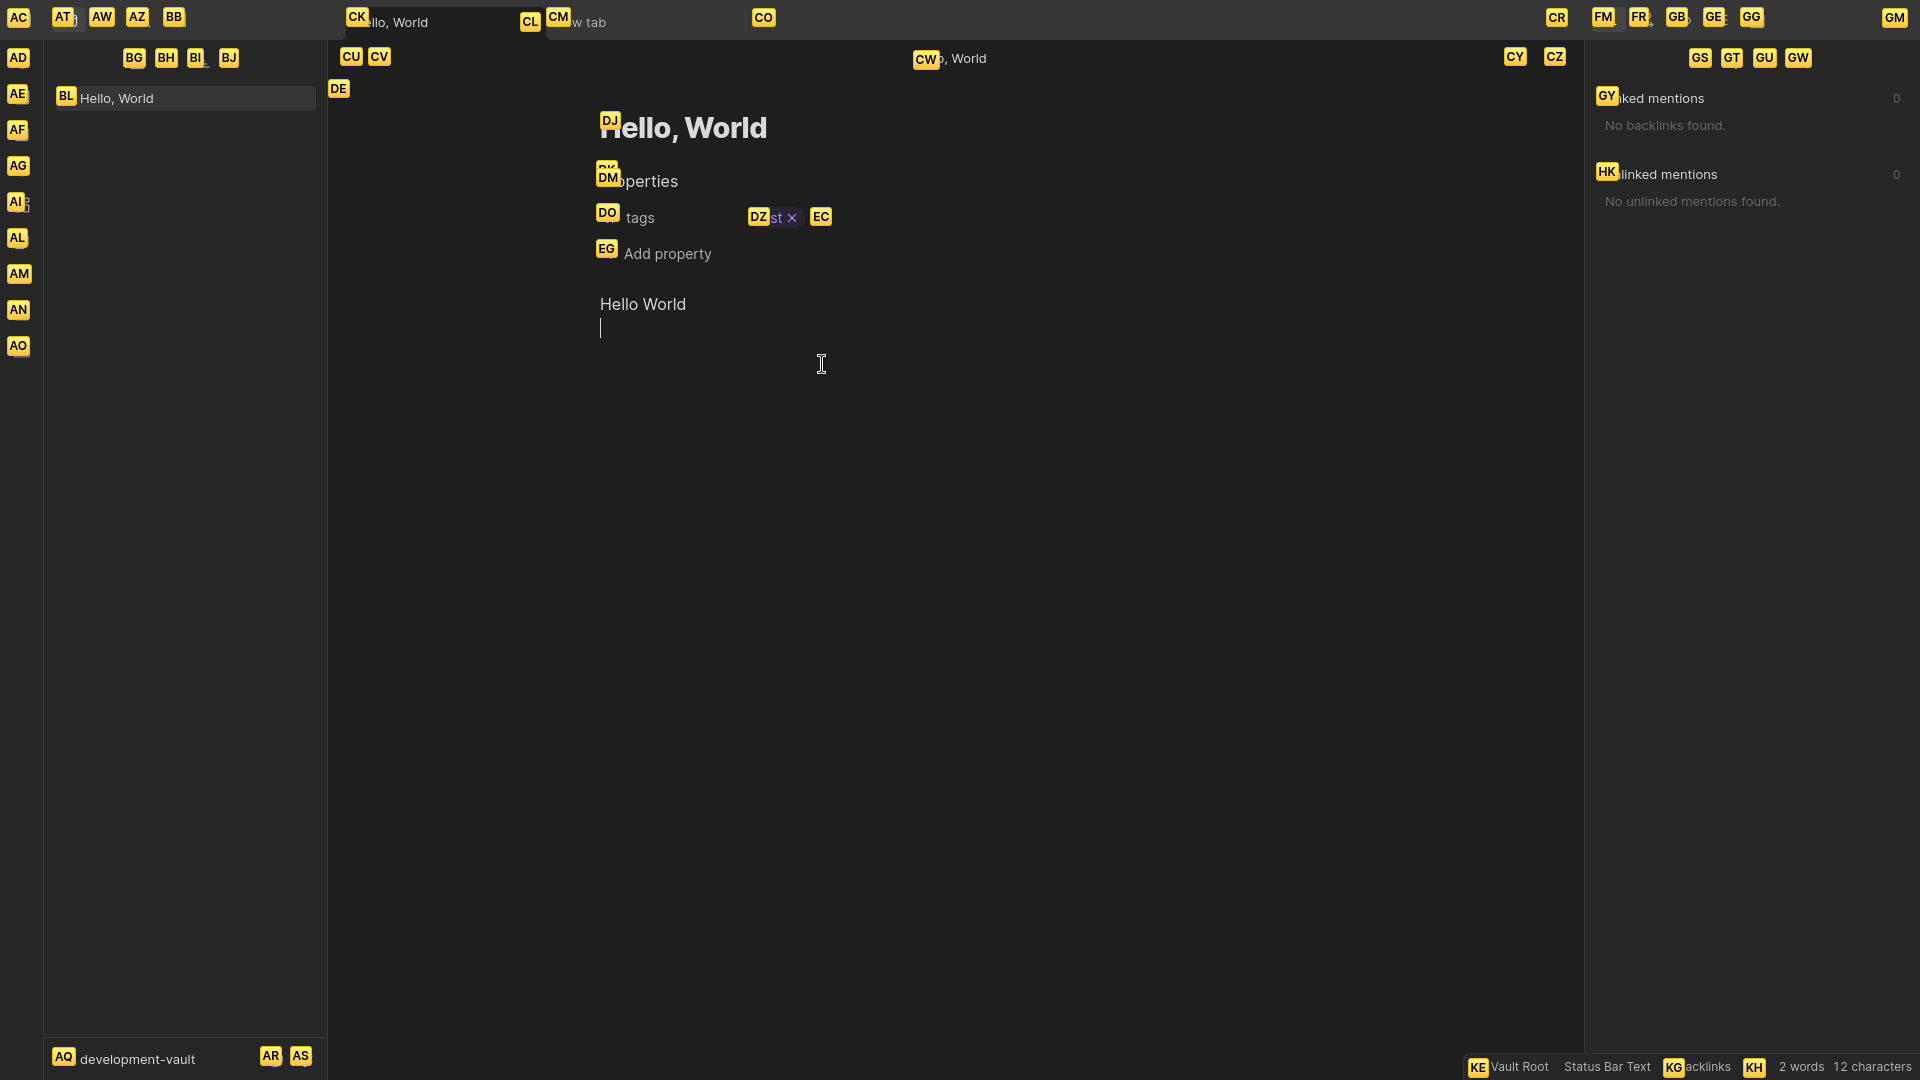 AC AT AW AZ BB CK ello, World CL CM w tab CO CR FM FR GB GE GG GM
AD BG BH BI BJ CU CV CW o, World CY CZ GS GT GU GW
AE BL Hello, World DE GY nked mentions 0
AF DJ Hello, World No backlinks found.
AG DM operties HK linked mentions 0
AI No unlinked mentions found.
DO tags DZ st × EC
AL EG Add property
AM
AN Hello World
AO
AQ development-vault AR AS
KE Vault Root Status Bar Text KG acklinks KH 2 words 12 characters